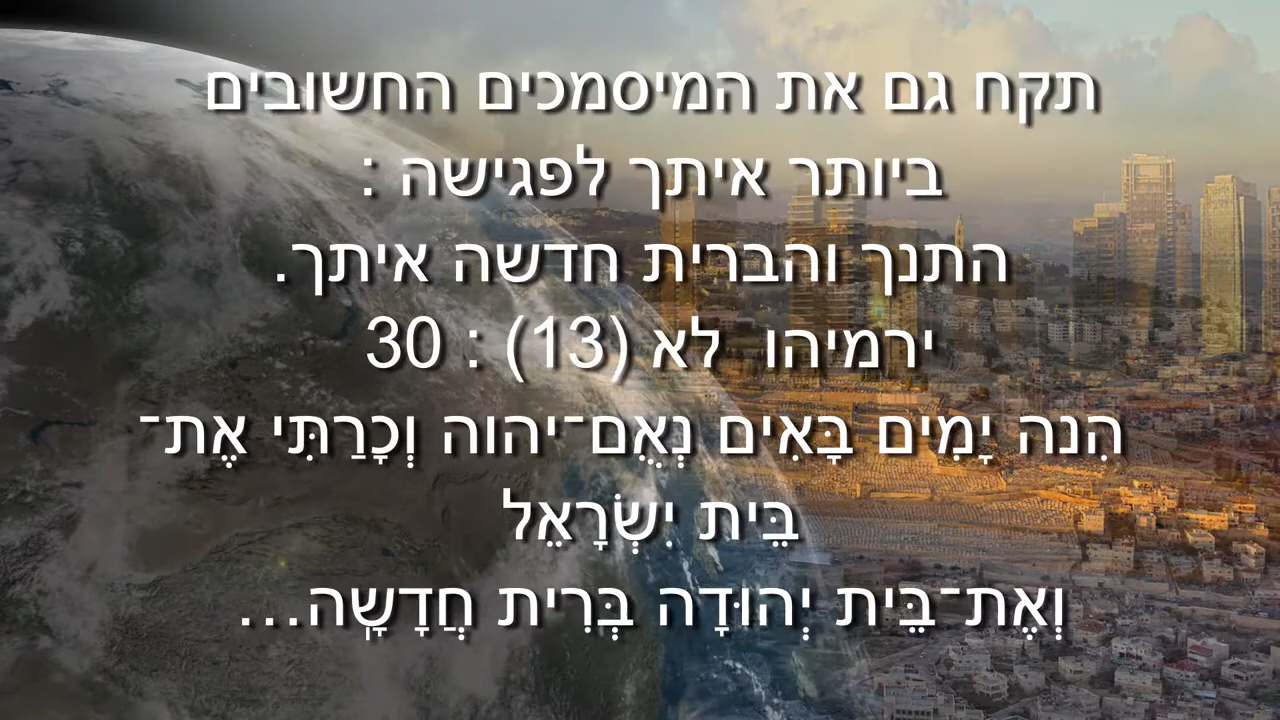 תקח גם את המיסמכים החשובים
ביותר איתך לפגישה :
התנך והברית חדשה איתך.
ירמיהו  לא (13) : 30
הִנה יָמִים בָּאִים נְאֻם־יהוה וְכָרַתִּי אֶת־
בֵּית יִשְׂרָאֵל
וְאֶת־בֵּית יְהוּדָה בְּרִית חֲדָשָׁה...